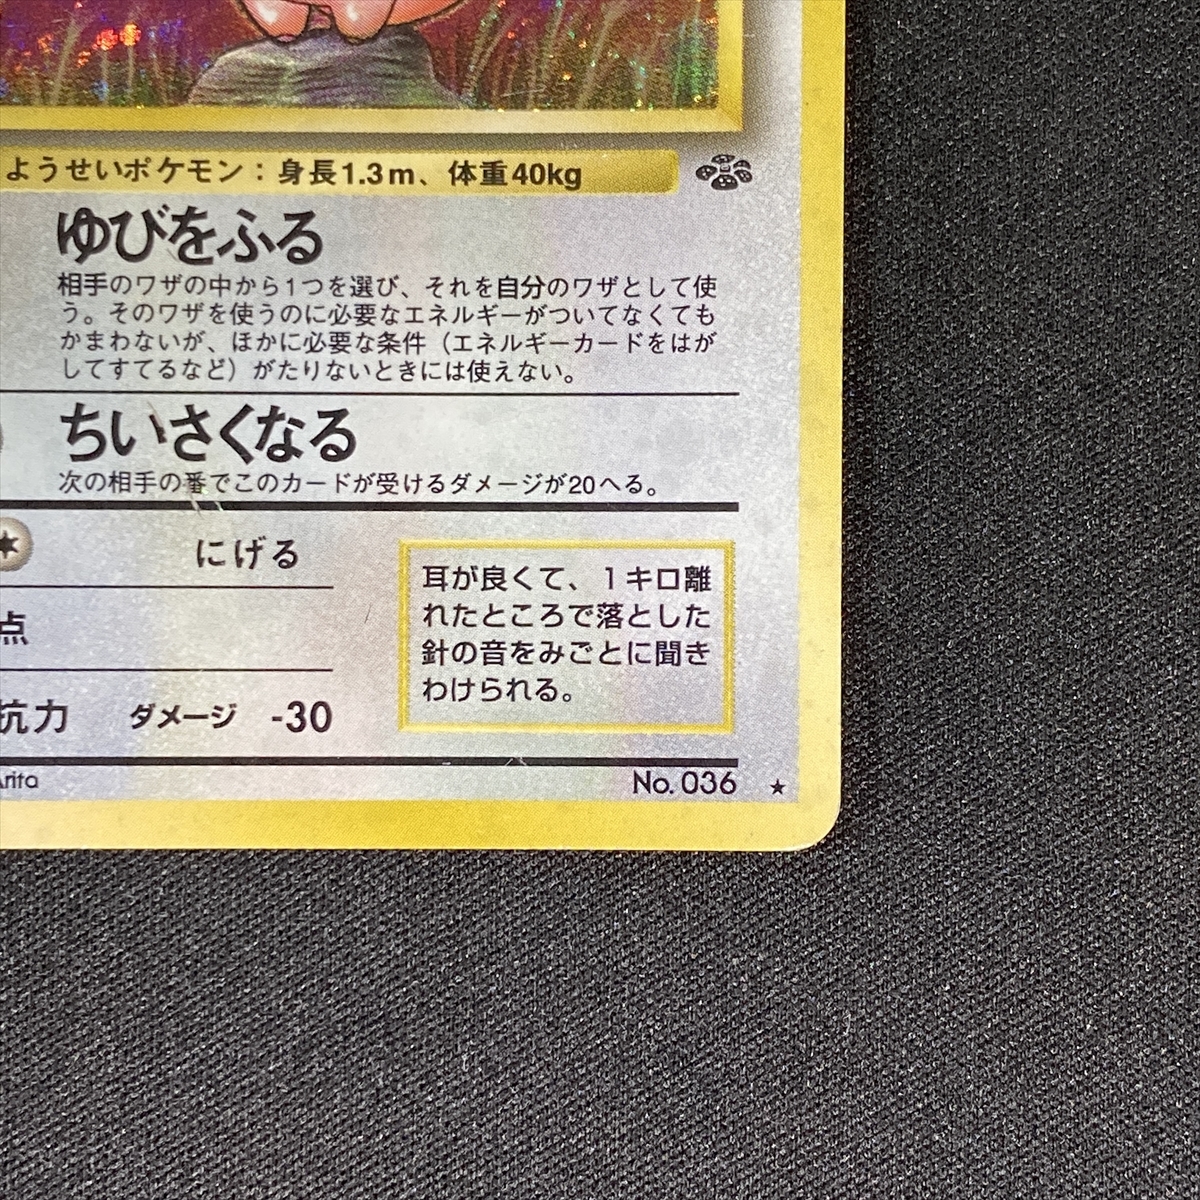 ようせいポケモン：身長1.3m、体重40kg
ゆびをふる
相手のワザの中から1つを選び、それを自分のワザとして使
う。そのワザを使うのに必要なエネルギーがついてなくても
かまわないが、ほかに必要な条件（エネルギーカードをはが
してすてるなど）がたりないときには使えない。
ちいさくなる
次の相手の番でこのカードが受けるダメージが20へる。
にげる
点
抗力 ダメージ -30
耳が良くて、1キロ離
れたところで落とした
針の音をみごとに聞き
わけられる。
Arita
No. 036 ★